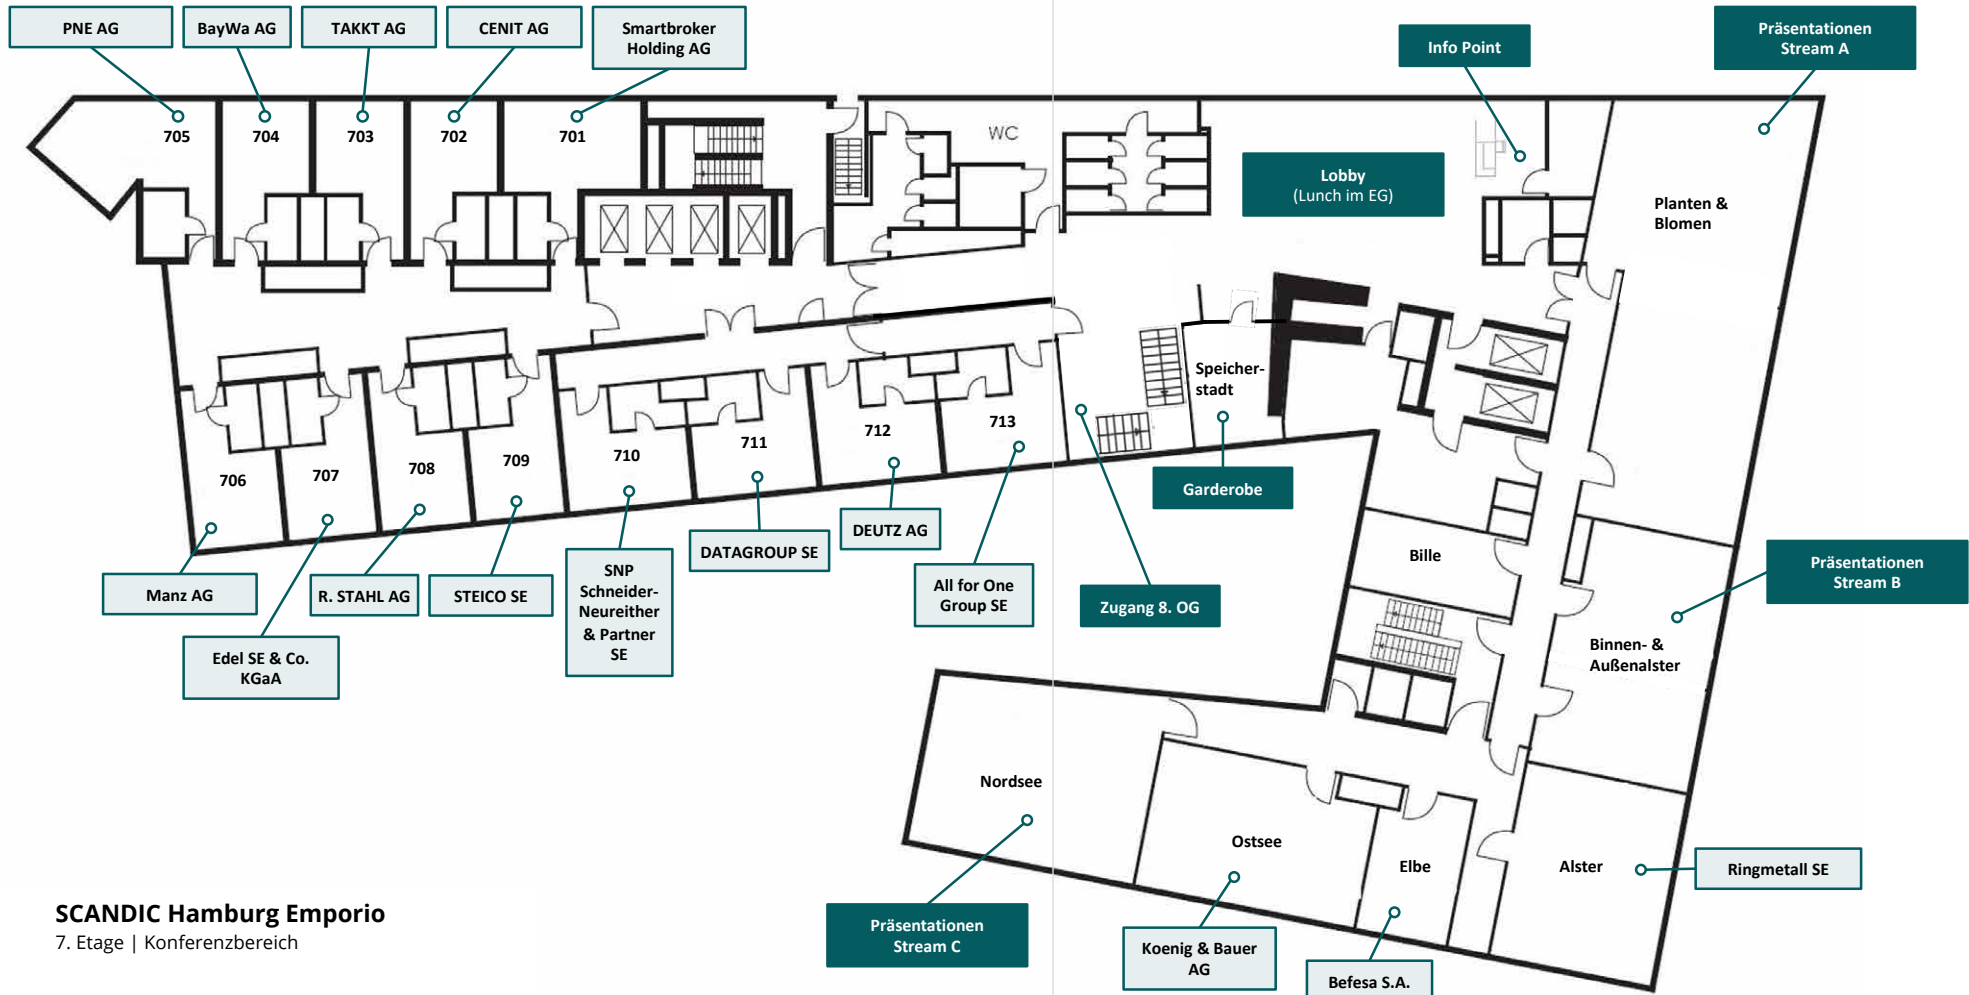 PNE AG
BayWa AG
TAKKT AG
CENIT AG
Smartbroker
Holding AG
Info Point
Präsentationen
Stream A
705
704
703
702
701
WC
Lobby
(Lunch im EG)
Planten &
Blomen
Speicher-
stadt
706
707
708
709
710
711
712
713
Garderobe
Manz AG
Edel SE & Co.
KGaA
R. STAHL AG
STEICO SE
SNP
Schneider-
Neureither
& Partner
SE
DATAGROUP SE
DEUTZ AG
All for One
Group SE
Zugang 8. OG
Bille
Präsentationen
Stream B
Binnen- &
Außenalster
Nordsee
Ostsee
Elbe
Alster
Ringmetall SE
Präsentationen
Stream C
Koenig & Bauer
AG
Befesa S.A.
SCANDIC Hamburg Emporio
7. Etage | Konferenzbereich